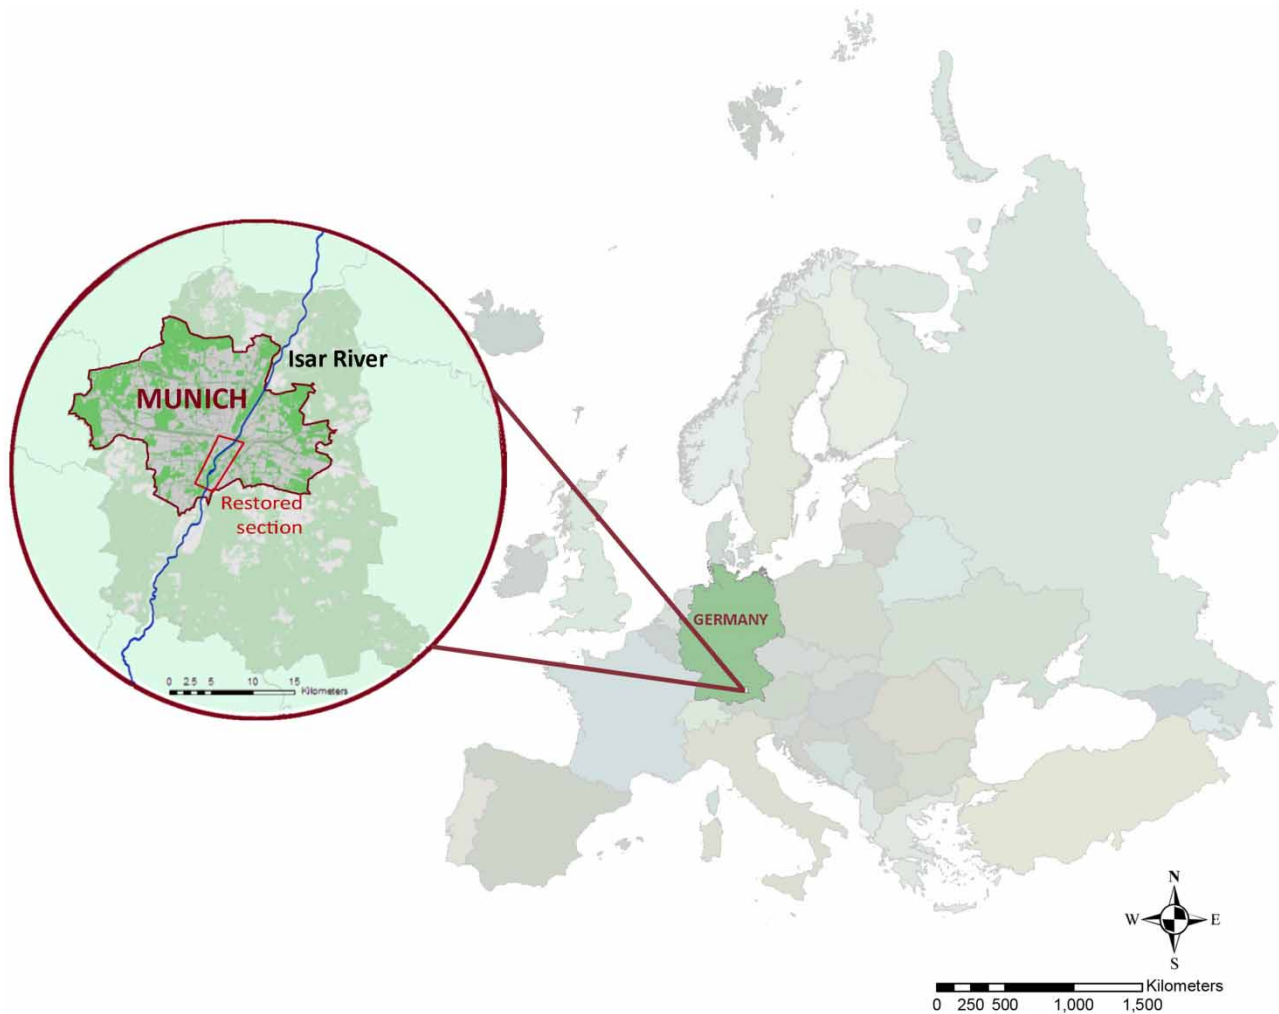 Isar River
MUNICH
Restored
section
0 2.5 5 10 15
Kilometers
GERMANY
N
W E
S
Kilometers
0 250 500 1,000 1,500